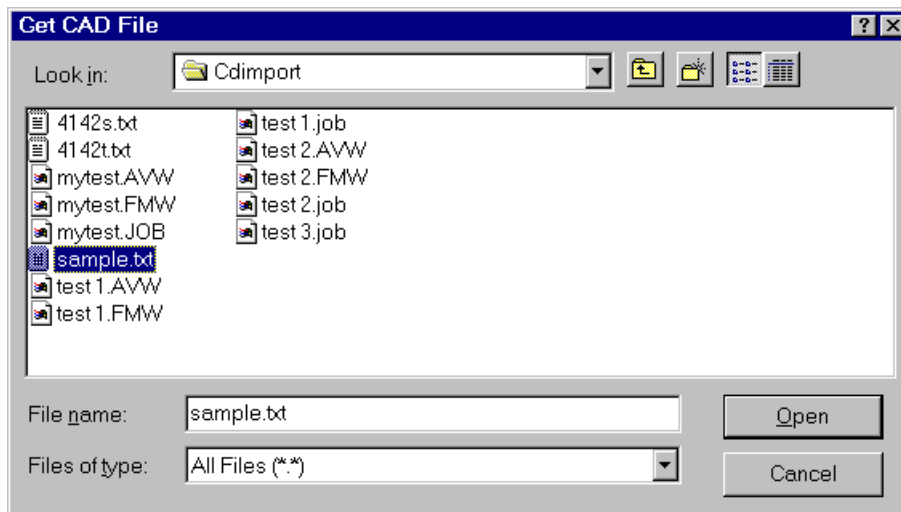 Get CAD File
Look in: Cdimport
4142s.txt
4142t.txt
mytest.AVW
mytest.FMW
mytest.JOB
sample.txt
test 1.AVW
test 1.FMW
test 1.job
test 2.AVW
test 2.FMW
test 2.job
test 3.job
File name: sample.txt Open
Files of type: All Files (*.*) Cancel